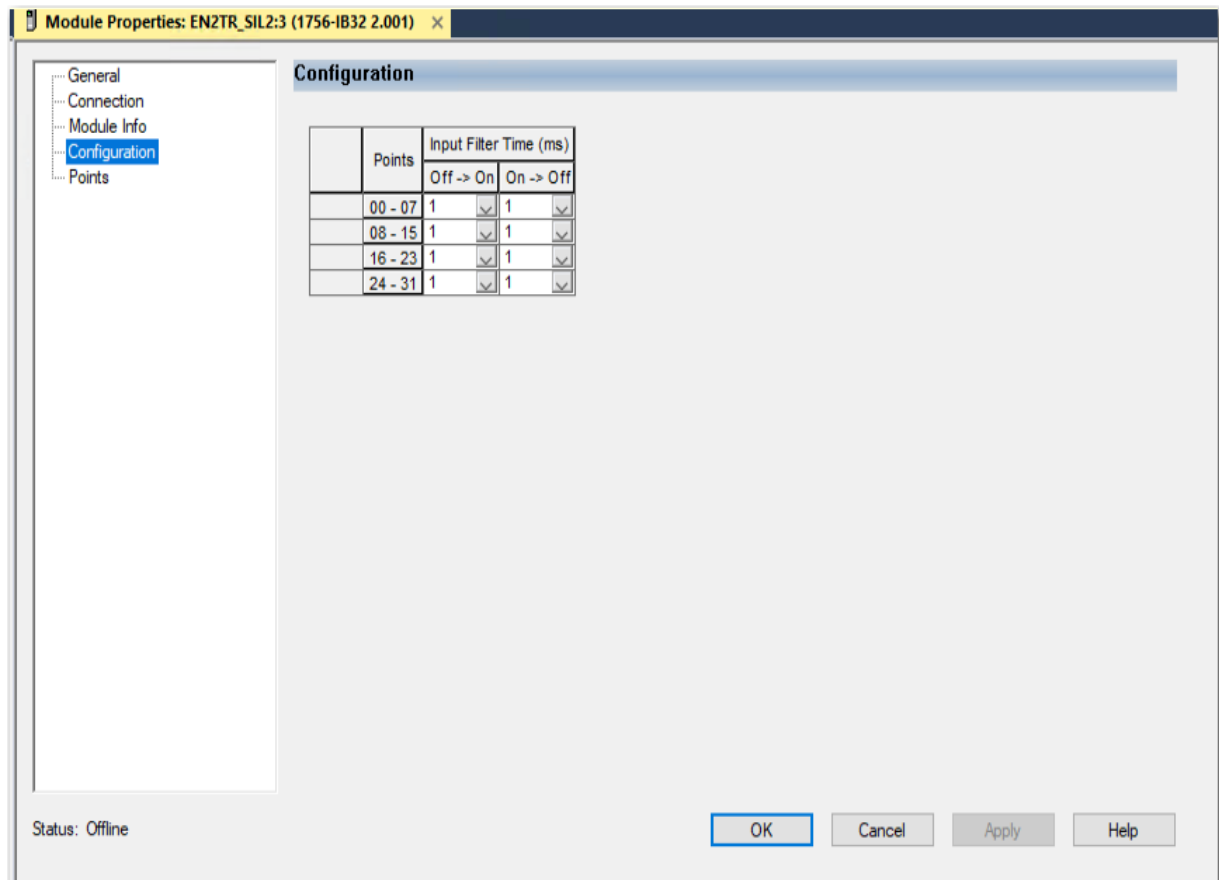 Module Properties: EN2TR_SIL2:3 (1756-IB32 2.001) ×
General
Connection
Module Info
Configuration
Points
Configuration
Points
Input Filter Time (ms)
Off -> On On -> Off
00 - 07 1 1
08 - 15 1 1
16 - 23 1 1
24 - 31 1 1
Status: Offline
OK Cancel Apply Help